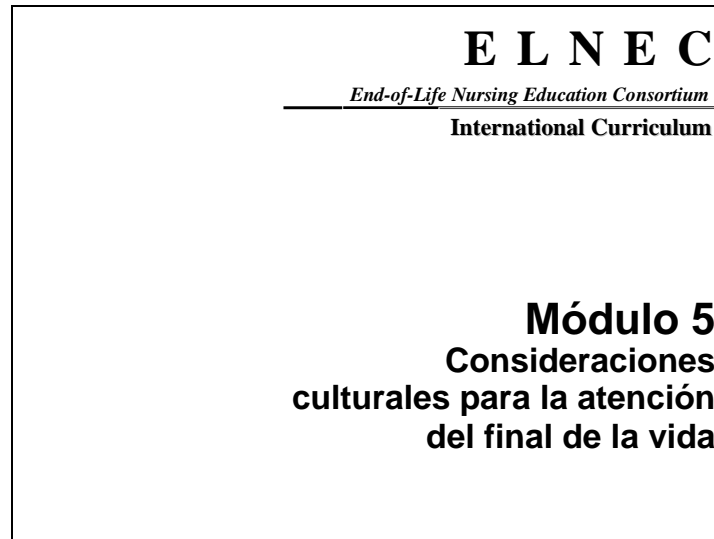 E L N E C
End-of-Life Nursing Education Consortium
International Curriculum
Módulo 5
Consideraciones
culturales para la atención
del final de la vida